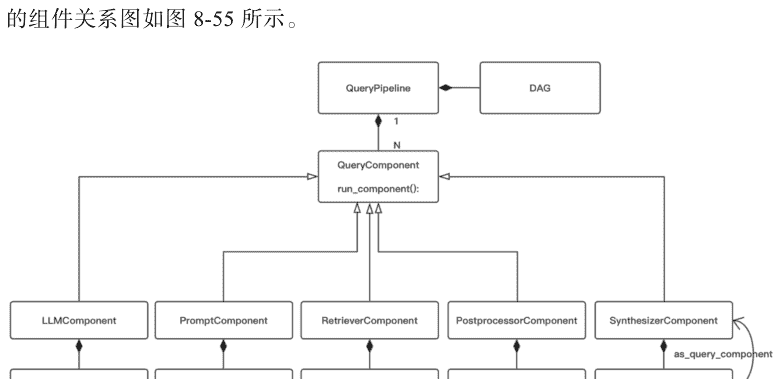 的组件关系图如图 8-55 所示。
QueryPipeline
DAG
1
N
QueryComponent
run_component():
LLMComponent
PromptComponent
RetrieverComponent
PostprocessorComponent
SynthesizerComponent
as_query_component